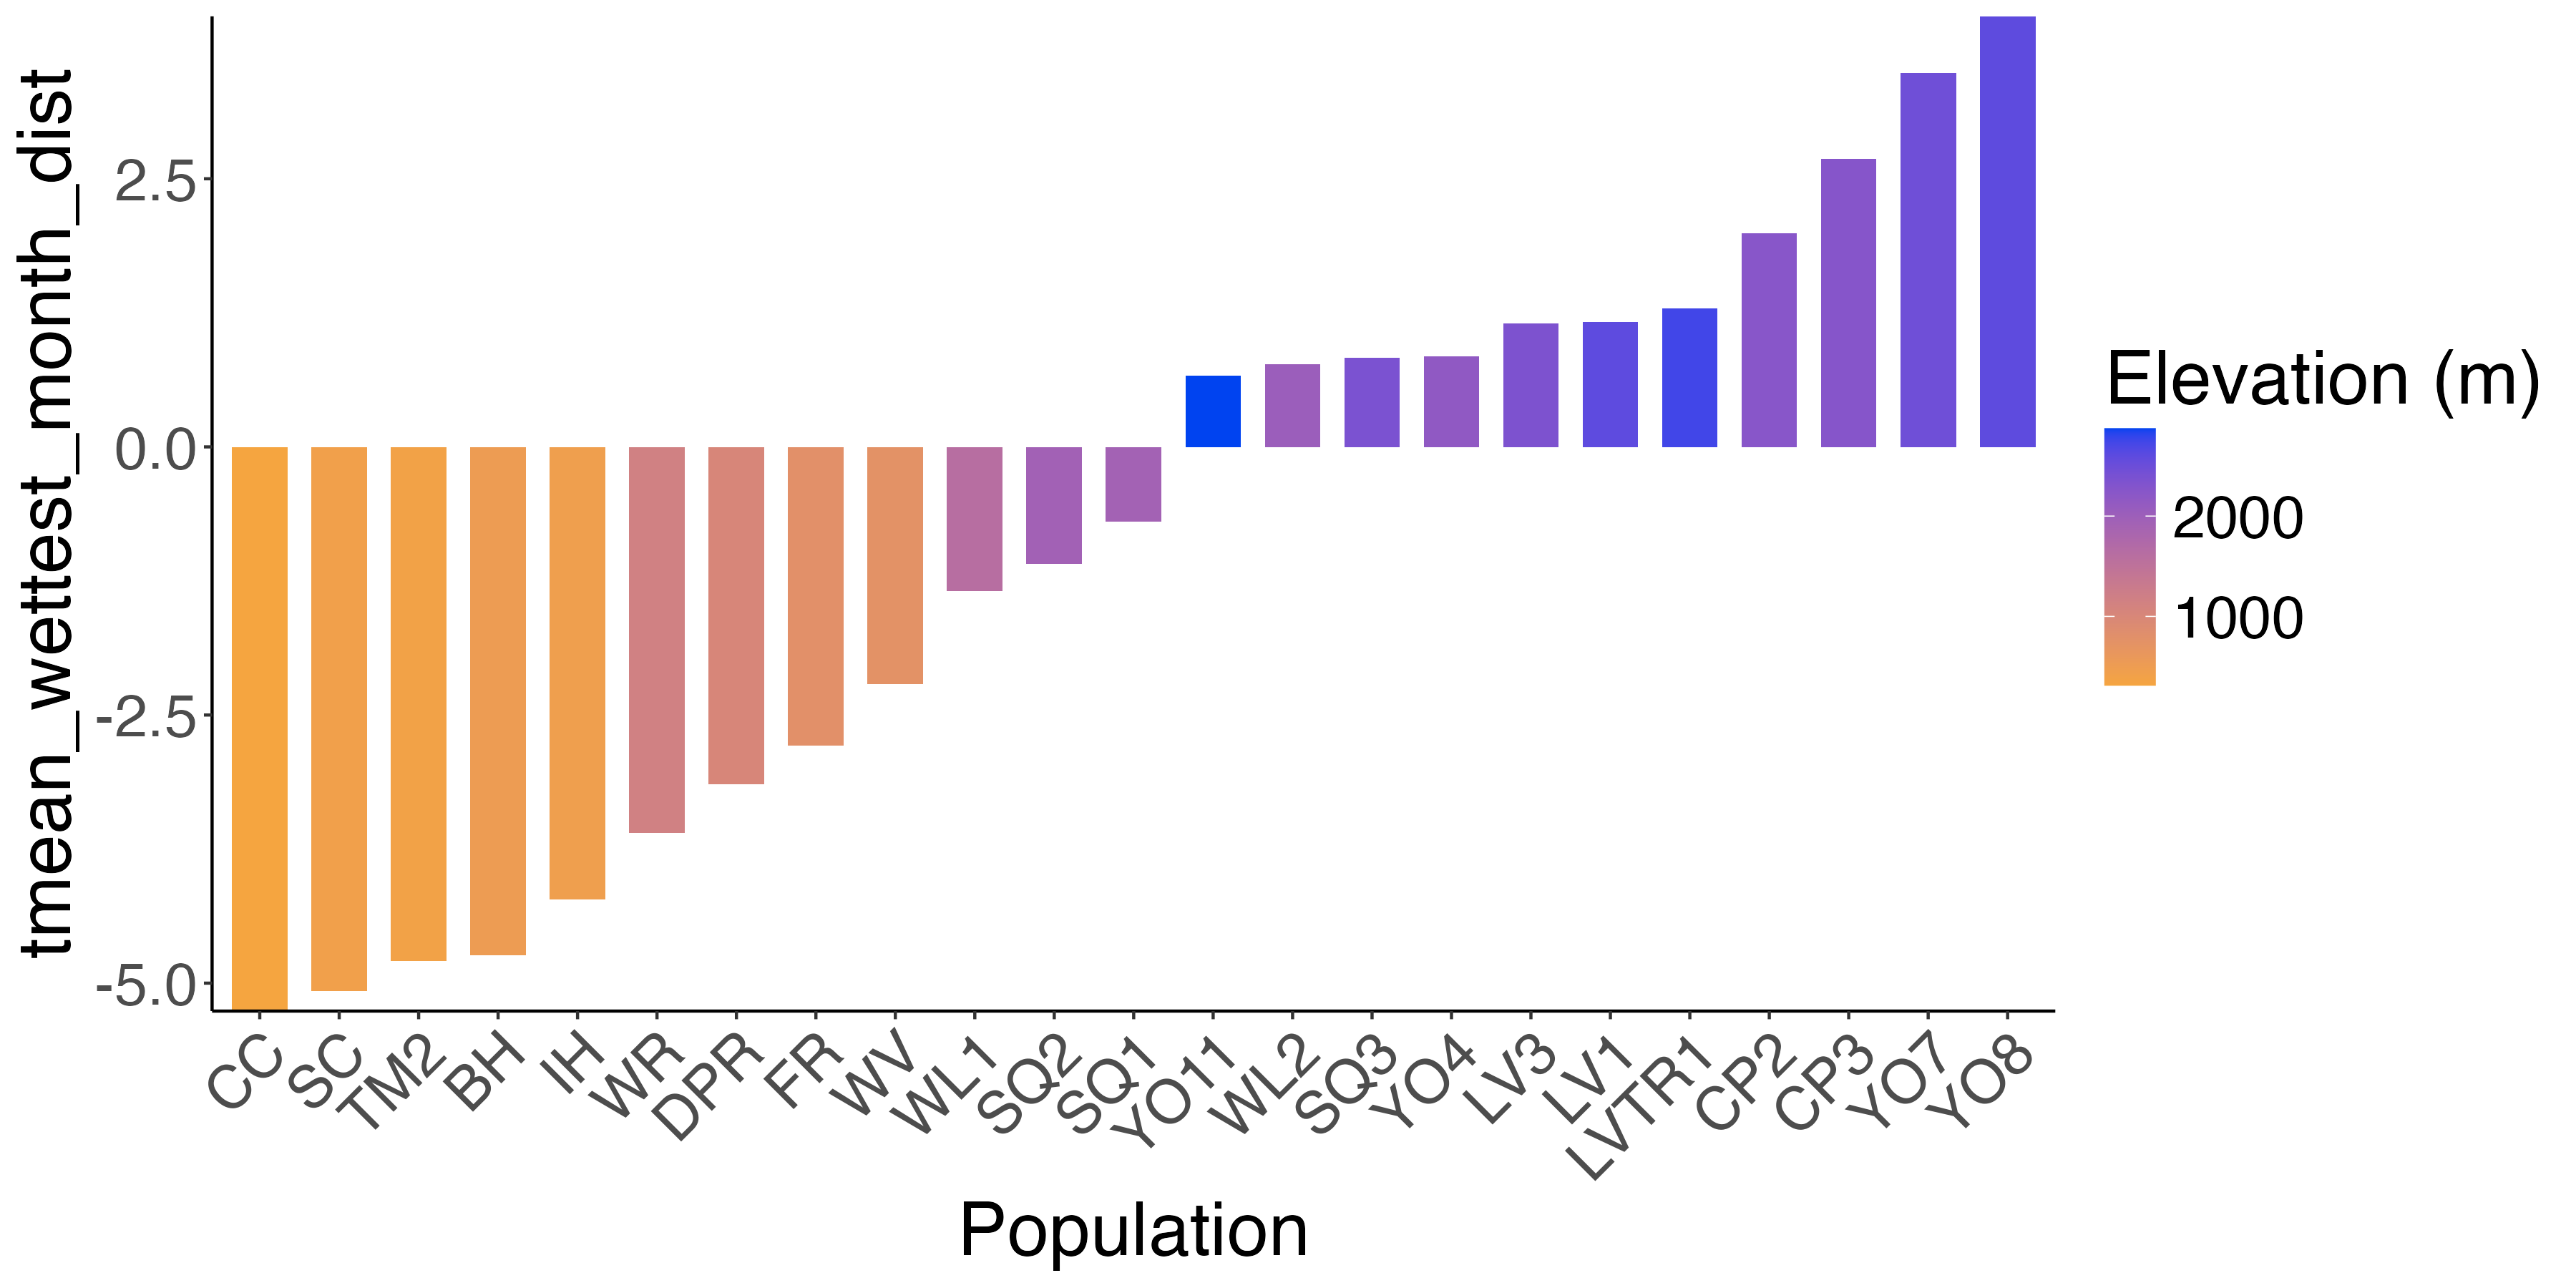 tmean_wettest_month_dist
2.5
0.0
-2.5
-5.0
CC
SC
TM2
BH
IH
WR
DPR
FR
WV
WL1
SQ2
SQ1
YO11
WL2
SQ3
YO4
LV3
LV1
LVTR1
CP2
CP3
YO7
YO8
Population
Elevation (m)
2000
1000